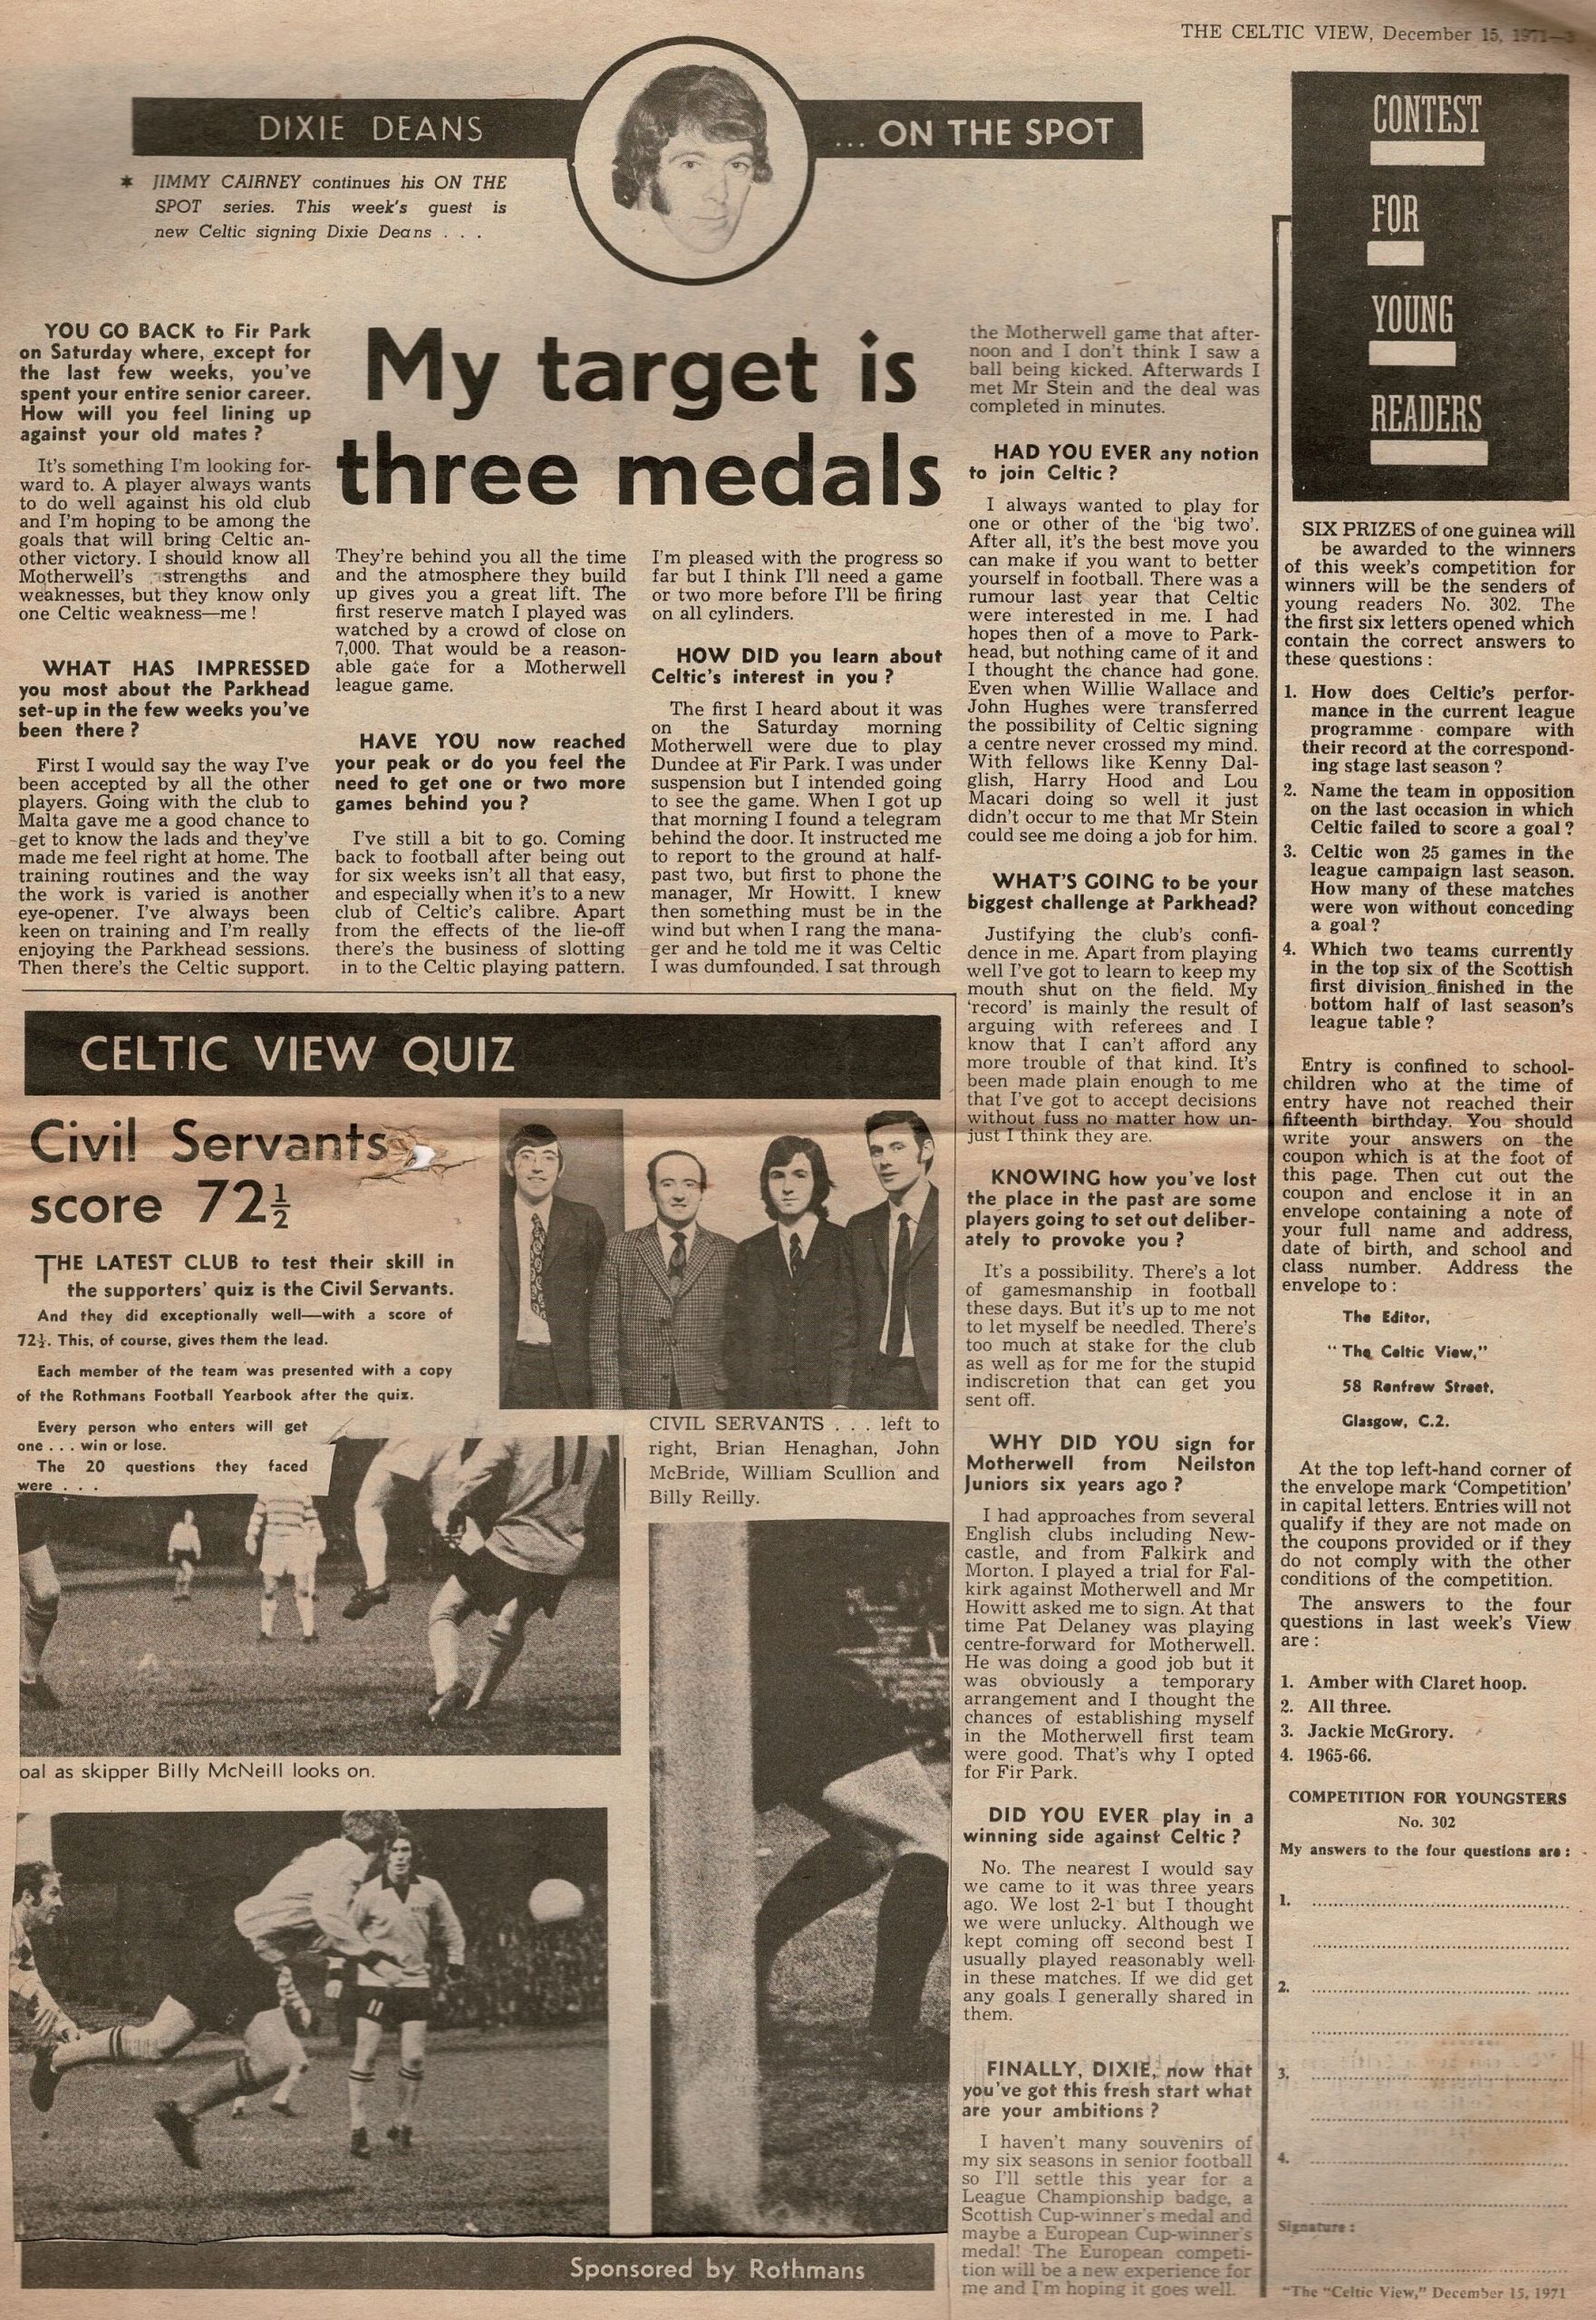 THE CELTIC VIEW, December 15, 1971—3
DIXIE DEANS
... ON THE SPOT
* JIMMY CAIRNEY continues his ON THE
SPOT series. This week's guest is
new Celtic signing Dixie Deans . . .
My target is
three medals
YOU GO BACK to Fir Park
on Saturday where, except for
the last few weeks, you've
spent your entire senior career.
How will you feel lining up
against your old mates ?
It's something I'm looking for-
ward to. A player always wants
to do well against his old club
and I'm hoping to be among the
goals that will bring Celtic an-
other victory. I should know all
Motherwell's strengths and
weaknesses, but they know only
one Celtic weakness—me !
WHAT HAS IMPRESSED
you most about the Parkhead
set-up in the few weeks you've
been there ?
First I would say the way I've
been accepted by all the other
players. Going with the club to
Malta gave me a good chance to
get to know the lads and they've
made me feel right at home. The
training routines and the way
the work is varied is another
eye-opener. I've always been
keen on training and I'm really
enjoying the Parkhead sessions.
Then there's the Celtic support.
They're behind you all the time
and the atmosphere they build
up gives you a great lift. The
first reserve match I played was
watched by a crowd of close on
7,000. That would be a reason-
able gate for a Motherwell
league game.
HAVE YOU now reached
your peak or do you feel the
need to get one or two more
games behind you ?
I've still a bit to go. Coming
back to football after being out
for six weeks isn't all that easy,
and especially when it's to a new
club of Celtic's calibre. Apart
from the effects of the lie-off
there's the business of slotting
in to the Celtic playing pattern.
I'm pleased with the progress so
far but I think I'll need a game
or two more before I'll be firing
on all cylinders.
HOW DID you learn about
Celtic's interest in you ?
The first I heard about it was
on the Saturday morning
Motherwell were due to play
Dundee at Fir Park. I was under
suspension but I intended going
to see the game. When I got up
that morning I found a telegram
behind the door. It instructed me
to report to the ground at half-
past two, but first to phone the
manager, Mr Howitt. I knew
then something must be in the
wind but when I rang the mana-
ger and he told me it was Celtic
I was dumfounded. I sat through
the Motherwell game that after-
noon and I don't think I saw a
ball being kicked. Afterwards I
met Mr Stein and the deal was
completed in minutes.
HAD YOU EVER any notion
to join Celtic ?
I always wanted to play for
one or other of the 'big two'.
After all, it's the best move you
can make if you want to better
yourself in football. There was a
rumour last year that Celtic
were interested in me. I had
hopes then of a move to Park-
head, but nothing came of it and
I thought the chance had gone.
Even when Willie Wallace and
John Hughes were transferred
the possibility of Celtic signing
a centre never crossed my mind.
With fellows like Kenny Dal-
glish, Harry Hood and Lou
Macari doing so well it just
didn't occur to me that Mr Stein
could see me doing a job for him.
WHAT'S GOING to be your
biggest challenge at Parkhead?
Justifying the club's confi-
dence in me. Apart from playing
well I've got to learn to keep my
mouth shut on the field. My
'record' is mainly the result of
arguing with referees and I
know that I can't afford any
more trouble of that kind. It's
been made plain enough to me
that I've got to accept decisions
without fuss no matter how un-
just I think they are.
KNOWING how you've lost
the place in the past are some
players going to set out deliber-
ately to provoke you ?
It's a possibility. There's a lot
of gamesmanship in football
these days. But it's up to me not
to let myself be needled. There's
too much at stake for the club
as well as for me for the stupid
indiscretion that can get you
sent off.
WHY DID YOU sign for
Motherwell from Neilston
Juniors six years ago ?
I had approaches from several
English clubs including New-
castle, and from Falkirk and
Morton. I played a trial for Fal-
kirk against Motherwell and Mr
Howitt asked me to sign. At that
time Pat Delaney was playing
centre-forward for Motherwell.
He was doing a good job but it
was obviously a temporary
arrangement and I thought the
chances of establishing myself
in the Motherwell first team
were good. That's why I opted
for Fir Park.
DID YOU EVER play in a
winning side against Celtic ?
No. The nearest I would say
we came to it was three years
ago. We lost 2-1 but I thought
we were unlucky. Although we
kept coming off second best I
usually played reasonably well
in these matches. If we did get
any goals I generally shared in
them.
FINALLY, DIXIE, now that
you've got this fresh start what
are your ambitions ?
I haven't many souvenirs of
my six seasons in senior football
so I'll settle this year for a
League Championship badge, a
Scottish Cup-winner's medal and
maybe a European Cup-winner's
medal! The European competi-
tion will be a new experience for
me and I'm hoping it goes well.
CELTIC VIEW QUIZ
Civil Servants
score 72½
THE LATEST CLUB to test their skill in
the supporters' quiz is the Civil Servants.
And they did exceptionally well—with a score of
72½. This, of course, gives them the lead.
Each member of the team was presented with a copy
of the Rothmans Football Yearbook after the quiz.
Every person who enters will get
one . . . win or lose.
The 20 questions they faced
were . . .
CIVIL SERVANTS . . . left to
right, Brian Henaghan, John
McBride, William Scullion and
Billy Reilly.
oal as skipper Billy McNeill looks on.
11
Sponsored by Rothmans
CONTEST
FOR
YOUNG
READERS
SIX PRIZES of one guinea will
be awarded to the winners
of this week's competition for
winners will be the senders of
young readers No. 302. The
the first six letters opened which
contain the correct answers to
these questions :
1. How does Celtic's perfor-
mance in the current league
programme compare with
their record at the correspond-
ing stage last season ?
2. Name the team in opposition
on the last occasion in which
Celtic failed to score a goal ?
3. Celtic won 25 games in the
league campaign last season.
How many of these matches
were won without conceding
a goal ?
4. Which two teams currently
in the top six of the Scottish
first division finished in the
bottom half of last season's
league table ?
Entry is confined to school-
children who at the time of
entry have not reached their
fifteenth birthday. You should
write your answers on the
coupon which is at the foot of
this page. Then cut out the
coupon and enclose it in an
envelope containing a note of
your full name and address,
date of birth, and school and
class number. Address the
envelope to :
The Editor,
" The Celtic View,"
58 Renfrew Street,
Glasgow, C.2.
At the top left-hand corner of
the envelope mark 'Competition'
in capital letters. Entries will not
qualify if they are not made on
the coupons provided or if they
do not comply with the other
conditions of the competition.
The answers to the four
questions in last week's View
are :
1. Amber with Claret hoop.
2. All three.
3. Jackie McGrory.
4. 1965-66.
COMPETITION FOR YOUNGSTERS
No. 302
My answers to the four questions are :
1.
2.
3.
4.
Signature :
"The "Celtic View," December 15, 1971